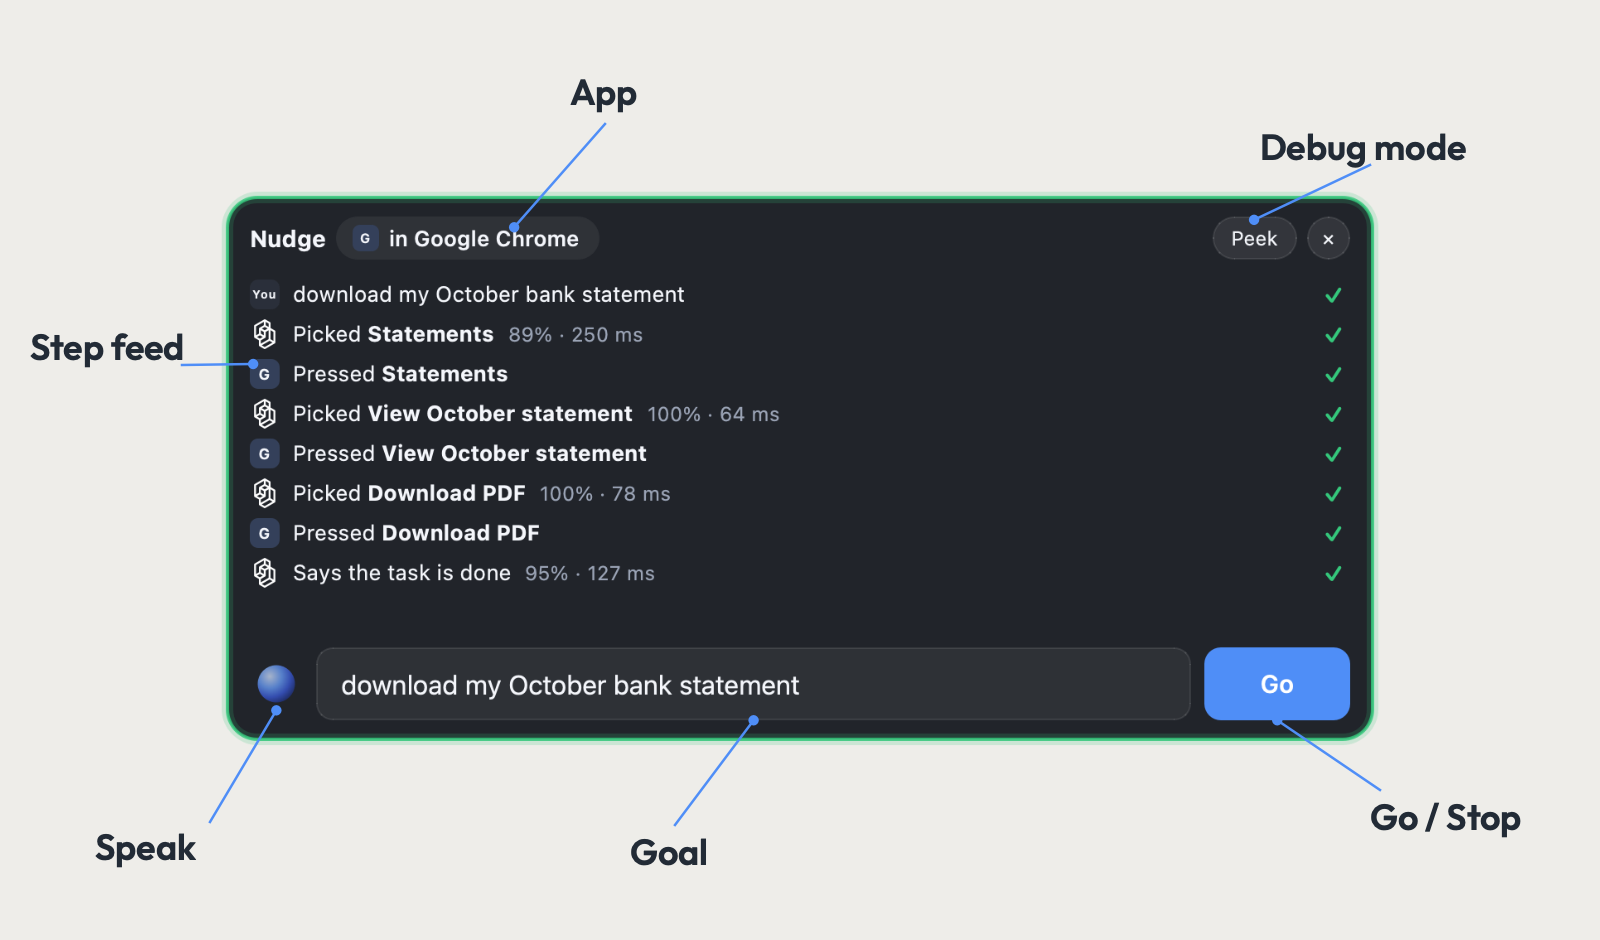 App
Debug mode
Nudge G in Google Chrome Peek ×
You download my October bank statement
Picked Statements 89% · 250 ms
Step feed
G Pressed Statements
Picked View October statement 100% · 64 ms
G Pressed View October statement
Picked Download PDF 100% · 78 ms
G Pressed Download PDF
Says the task is done 95% · 127 ms
download my October bank statement Go
Go / Stop
Speak
Goal